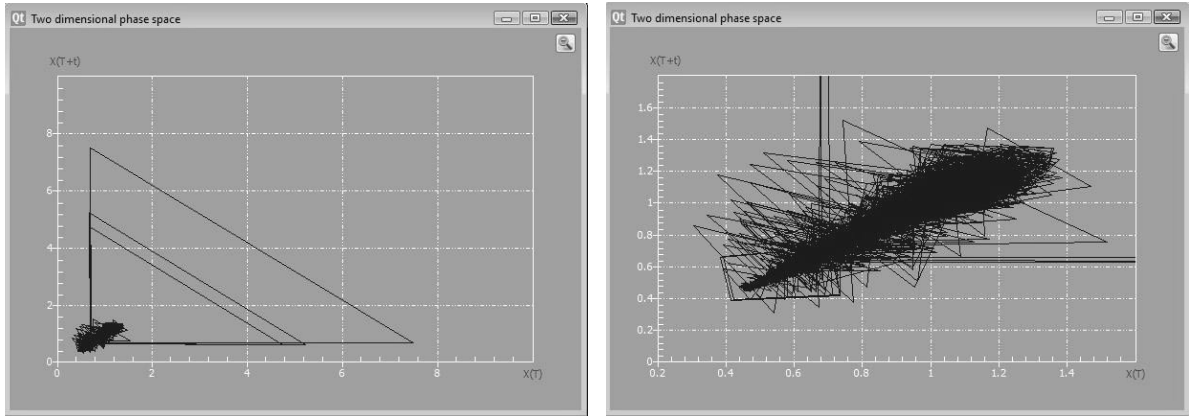 Qt Two dimensional phase space
X(T+t)
8
6
4
2
0
0 2 4 6 8 X(T)
Qt Two dimensional phase space
X(T+t)
1.6
1.4
1.2
1
0.8
0.6
0.4
0.2
0
0.2 0.4 0.6 0.8 1 1.2 1.4 X(T)